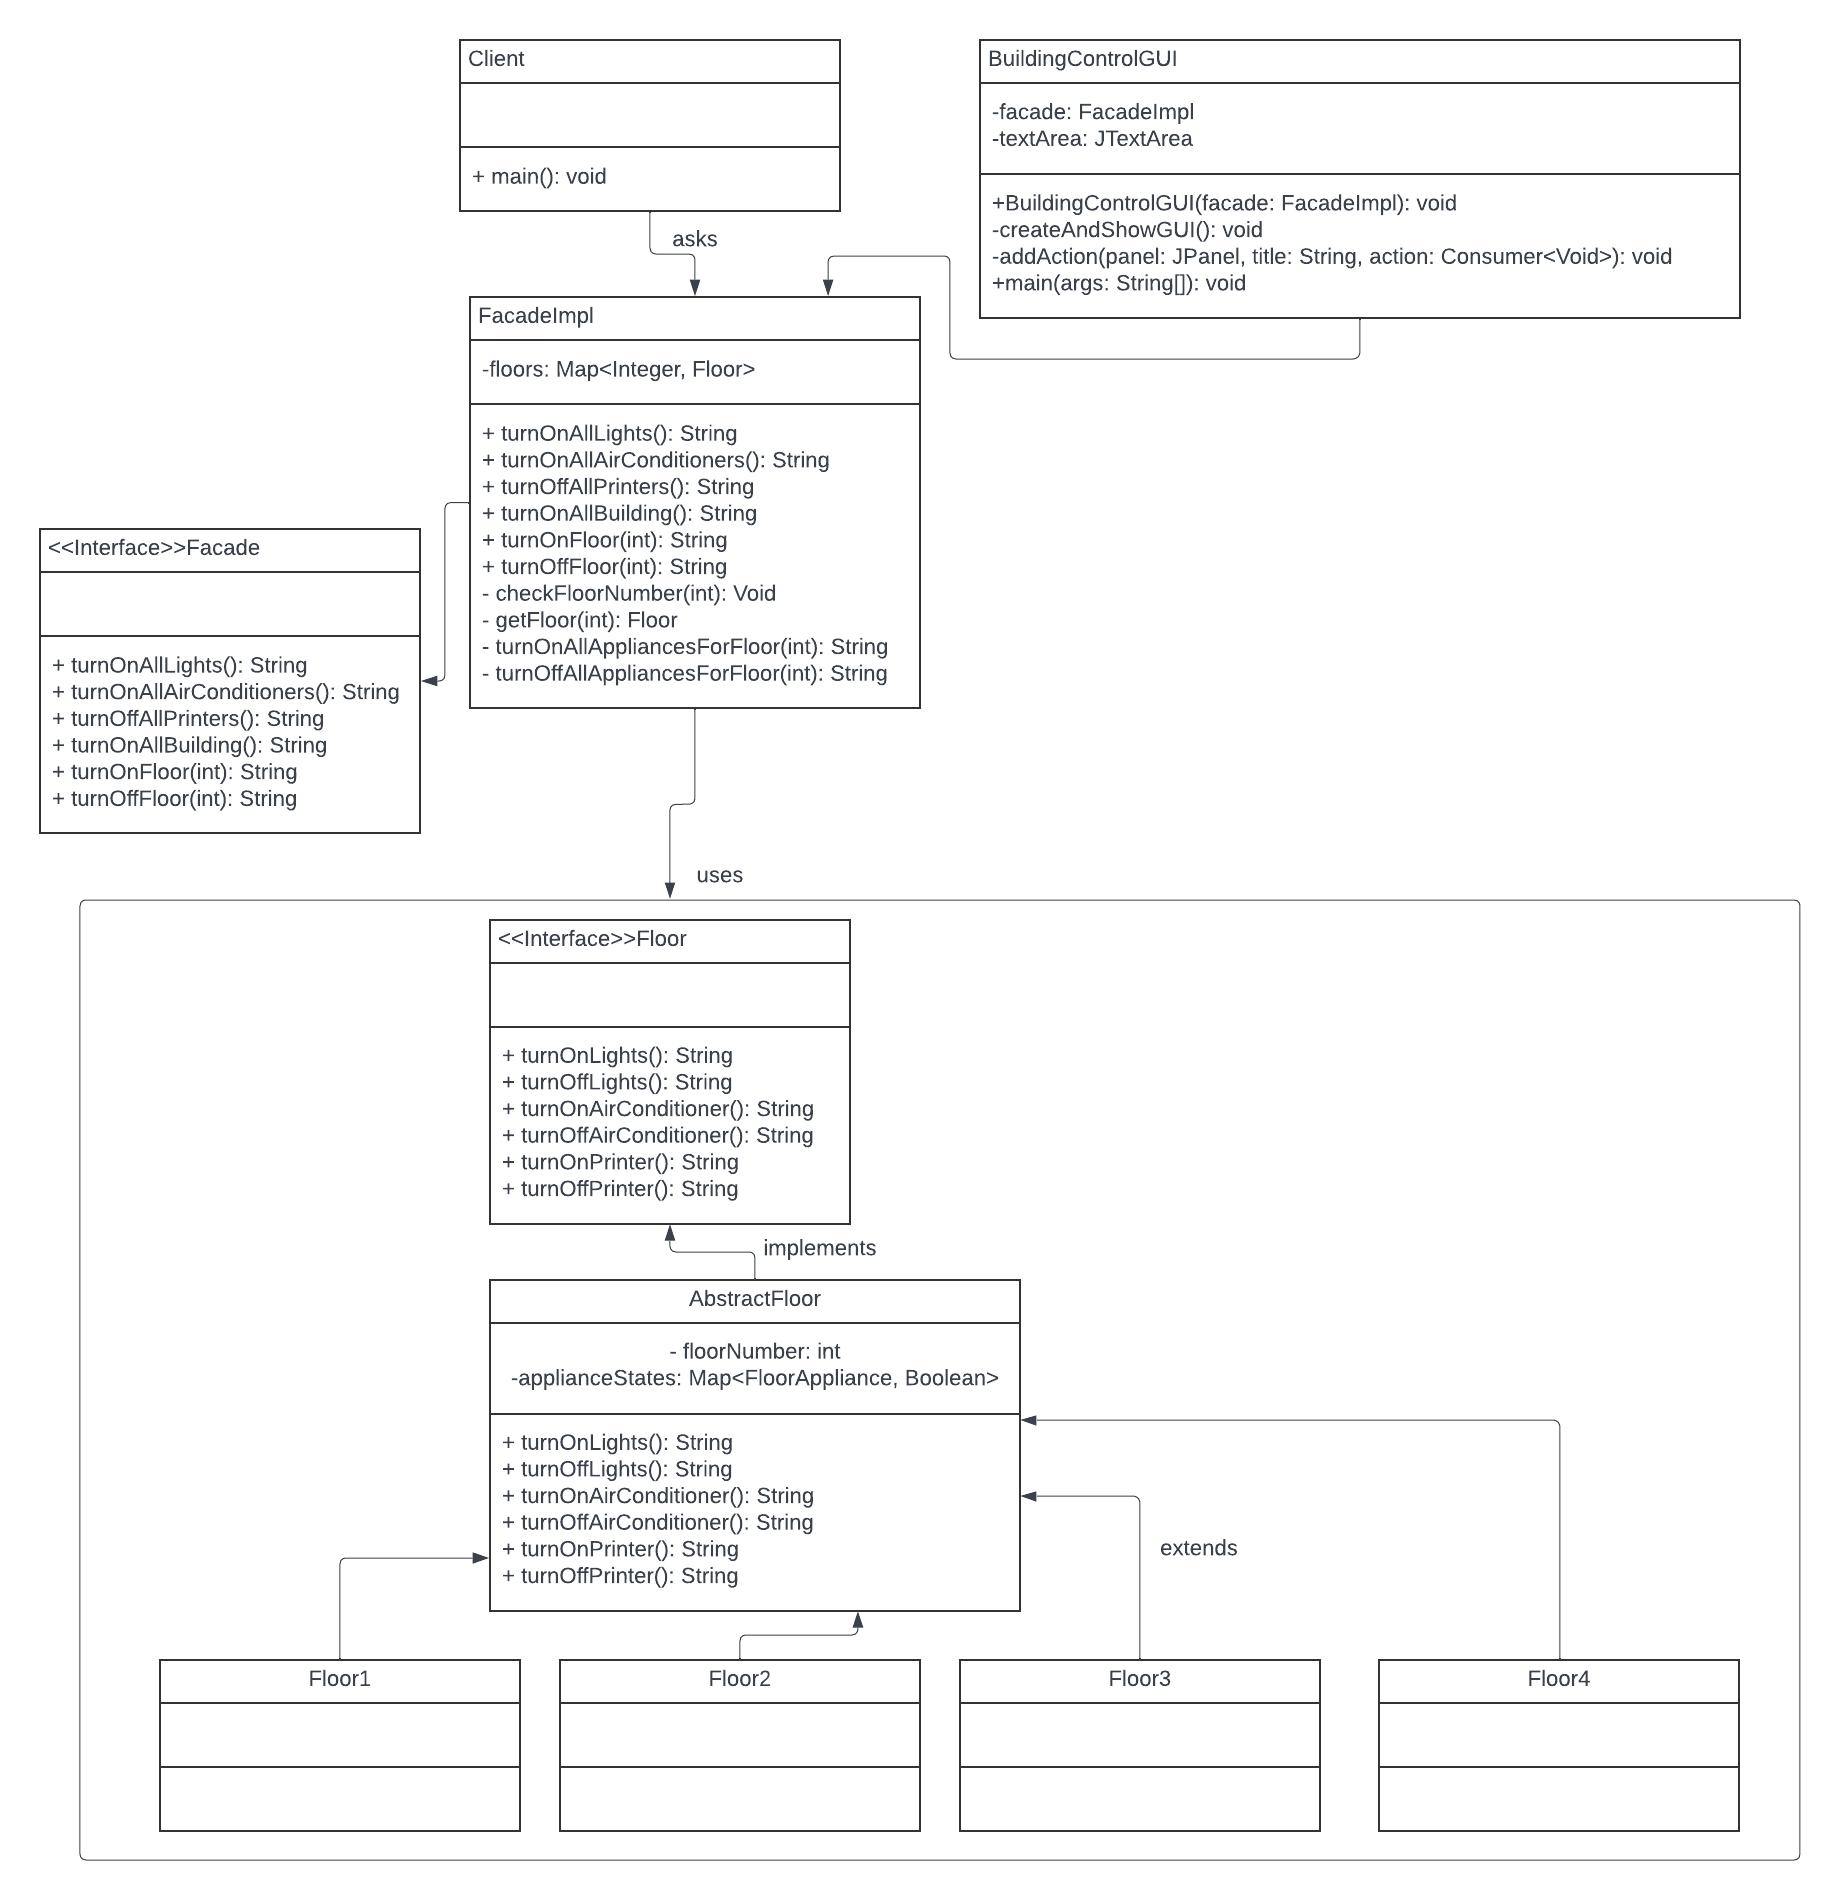 Client
+ main(): void
BuildingControlGUI
-facade: FacadeImpl
-textArea: JTextArea
+BuildingControlGUI(facade: FacadeImpl): void
-createAndShowGUI(): void
-addAction(panel: JPanel, title: String, action: Consumer<Void>): void
+main(args: String[]): void
asks
FacadeImpl
-floors: Map<Integer, Floor>
+ turnOnAllLights(): String
+ turnOnAllAirConditioners(): String
+ turnOffAllPrinters(): String
+ turnOnAllBuilding(): String
+ turnOnFloor(int): String
+ turnOffFloor(int): String
- checkFloorNumber(int): Void
- getFloor(int): Floor
- turnOnAllAppliancesForFloor(int): String
- turnOffAllAppliancesForFloor(int): String
<<Interface>>Facade
+ turnOnAllLights(): String
+ turnOnAllAirConditioners(): String
+ turnOffAllPrinters(): String
+ turnOnAllBuilding(): String
+ turnOnFloor(int): String
+ turnOffFloor(int): String
uses
<<Interface>>Floor
+ turnOnLights(): String
+ turnOffLights(): String
+ turnOnAirConditioner(): String
+ turnOffAirConditioner(): String
+ turnOnPrinter(): String
+ turnOffPrinter(): String
implements
AbstractFloor
- floorNumber: int
-applianceStates: Map<FloorAppliance, Boolean>
+ turnOnLights(): String
+ turnOffLights(): String
+ turnOnAirConditioner(): String
+ turnOffAirConditioner(): String
+ turnOnPrinter(): String
+ turnOffPrinter(): String
extends
Floor1
Floor2
Floor3
Floor4